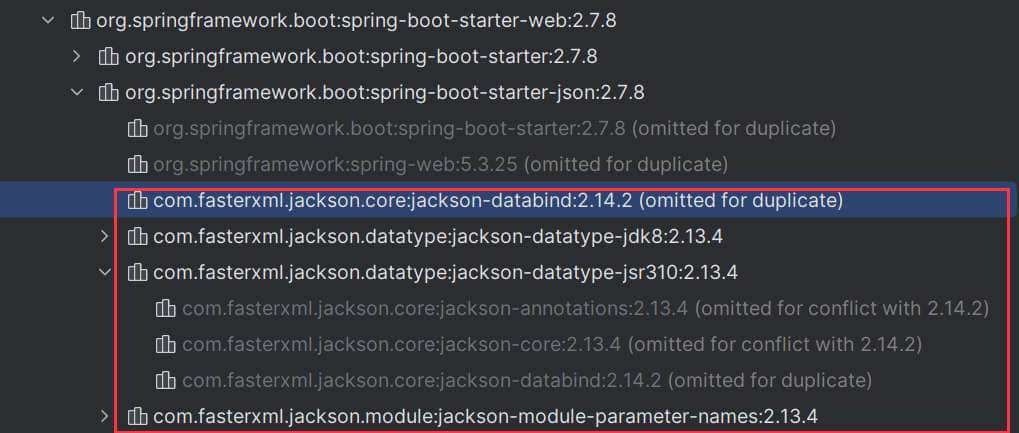 org.springframework.boot:spring-boot-starter-web:2.7.8
org.springframework.boot:spring-boot-starter:2.7.8
org.springframework.boot:spring-boot-starter-json:2.7.8
org.springframework.boot:spring-boot-starter:2.7.8 (omitted for duplicate)
org.springframework:spring-web:5.3.25 (omitted for duplicate)
com.fasterxml.jackson.core:jackson-databind:2.14.2 (omitted for duplicate)
com.fasterxml.jackson.datatype:jackson-datatype-jdk8:2.13.4
com.fasterxml.jackson.datatype:jackson-datatype-jsr310:2.13.4
com.fasterxml.jackson.core:jackson-annotations:2.13.4 (omitted for conflict with 2.14.2)
com.fasterxml.jackson.core:jackson-core:2.13.4 (omitted for conflict with 2.14.2)
com.fasterxml.jackson.core:jackson-databind:2.14.2 (omitted for duplicate)
com.fasterxml.jackson.module:jackson-module-parameter-names:2.13.4